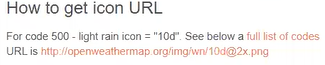 How to get icon URL
For code 500 - light rain icon = "10d". See below a full list of codes
URL is http://openweathermap.org/img/wn/10d@2x.png